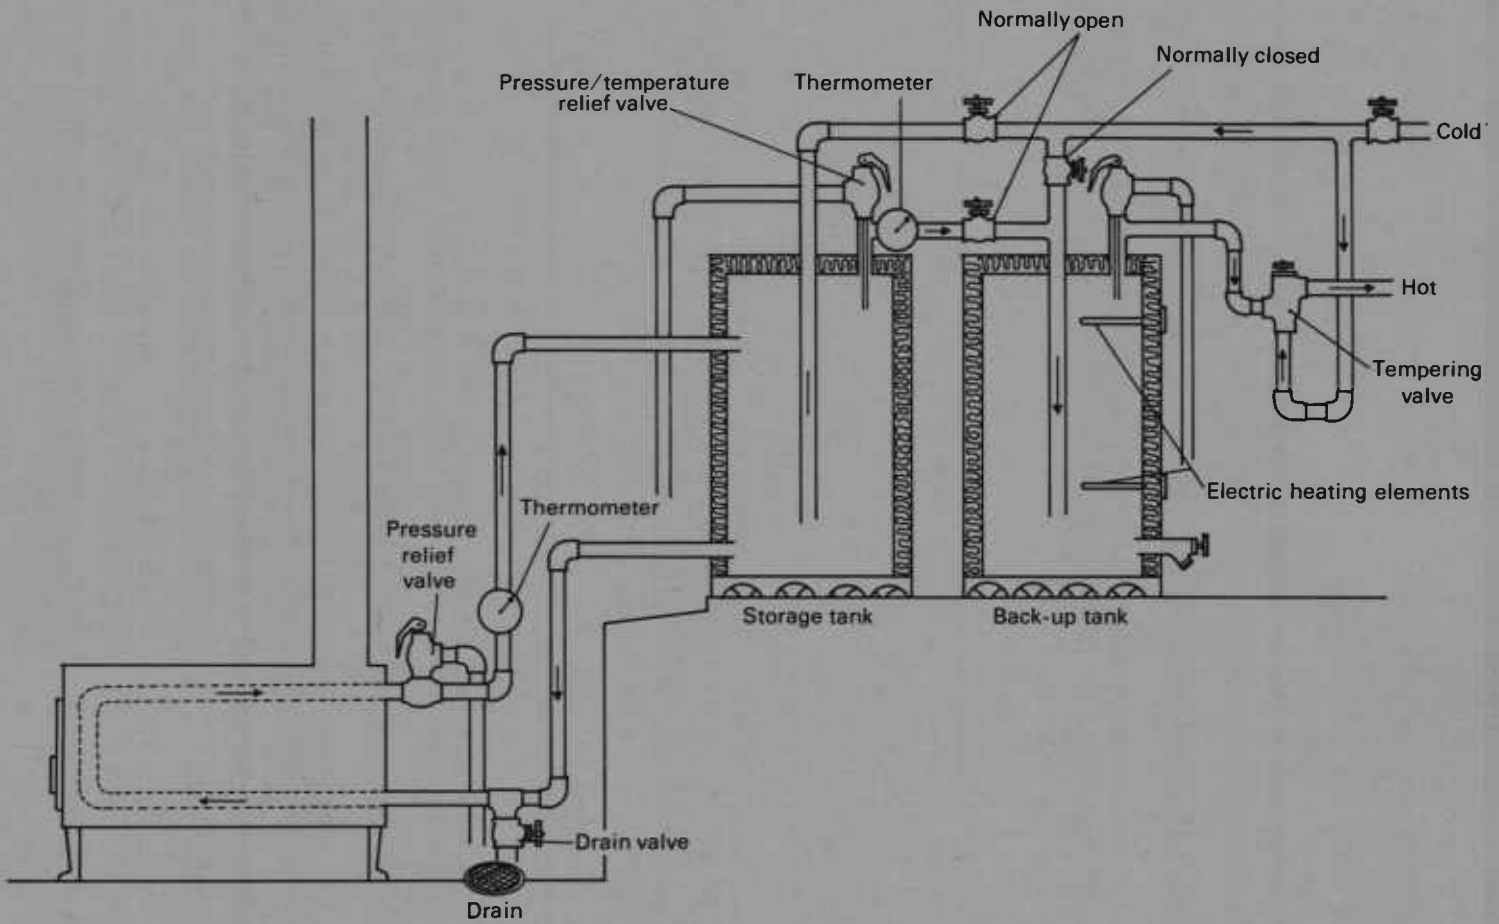 Normally open
Normally closed
Pressure/temperature
relief valve
Thermometer
Cold
Hot
Tempering
valve
Electric heating elements
Thermometer
Pressure
relief
valve
Storage tank
Back-up tank
Drain valve
Drain